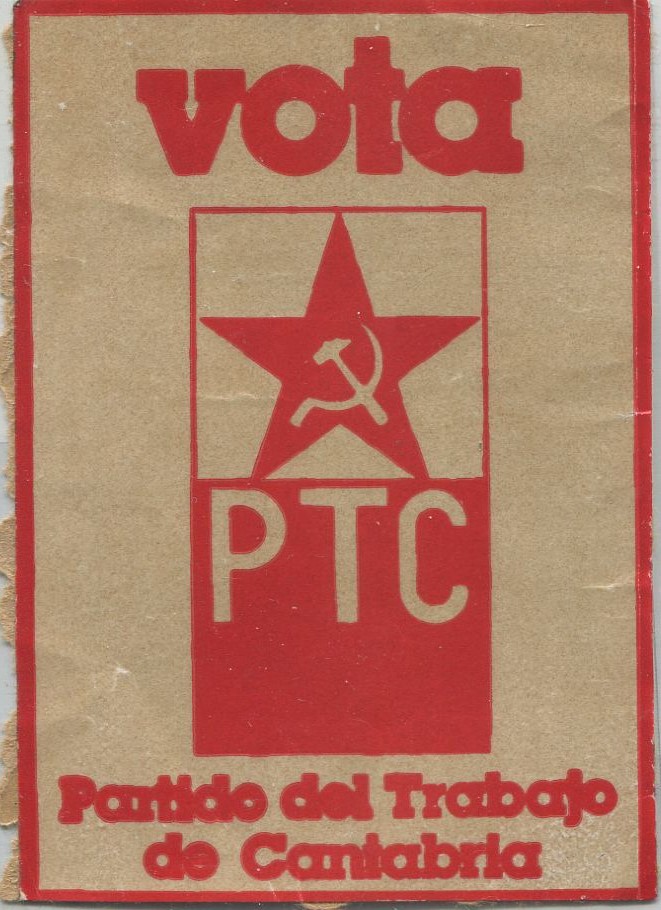 vota
PTC
Partido del Trabajo
de Cantabria